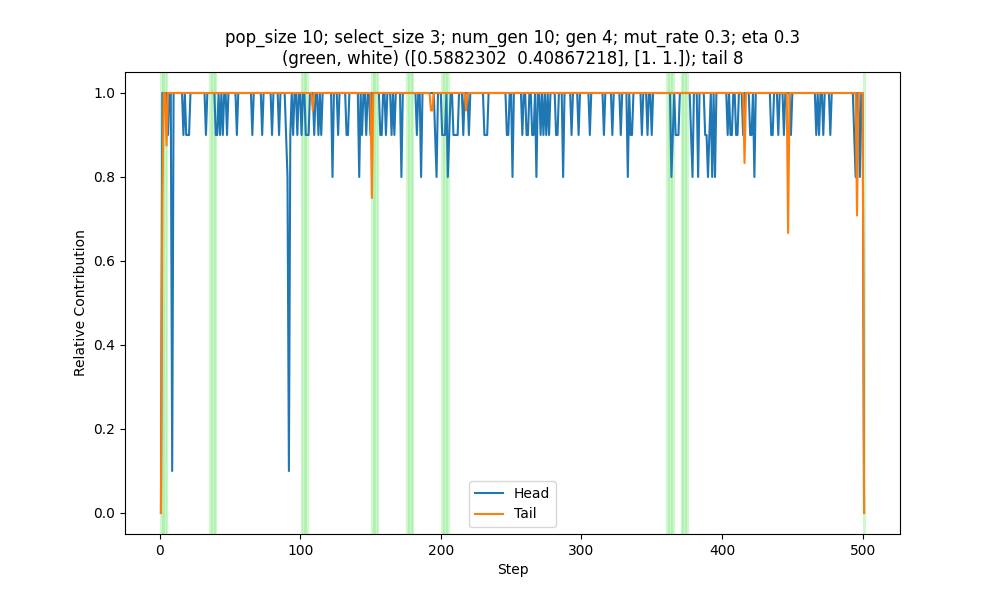 pop_size 10; select_size 3; num_gen 10; gen 4; mut_rate 0.3; eta 0.3
(green, white) ([0.5882302  0.40867218], [1. 1.]); tail 8
Relative Contribution
1.0
0.8
0.6
0.4
0.2
0.0
Head
Tail
0 100 200 300 400 500
Step